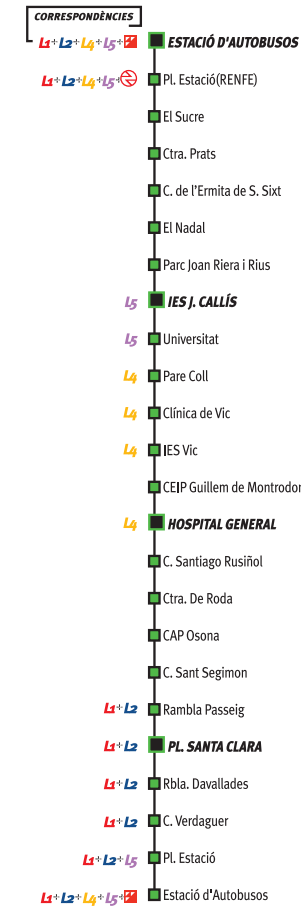 CORRESPONDÈNCIES
L1+L2+L4+L5+ ESTACIÓ D'AUTOBUSOS
L1+L2+L4+L5+ Pl. Estació(RENFE)
El Sucre
Ctra. Prats
C. de l'Ermita de S. Sixt
El Nadal
Parc Joan Riera i Rius
L5 IES J. CALLÍS
L5 Universitat
L4 Pare Coll
L4 Clínica de Vic
L4 IES Vic
CEIP Guillem de Montrodon
L4 HOSPITAL GENERAL
C. Santiago Rusiñol
Ctra. De Roda
CAP Osona
C. Sant Segimon
L1+L2 Rambla Passeig
L1+L2 PL. SANTA CLARA
L1+L2 Rbla. Davallades
L1+L2 C. Verdaguer
L1+L2+L5 Pl. Estació
L1+L2+L4+L5+ Estació d'Autobusos